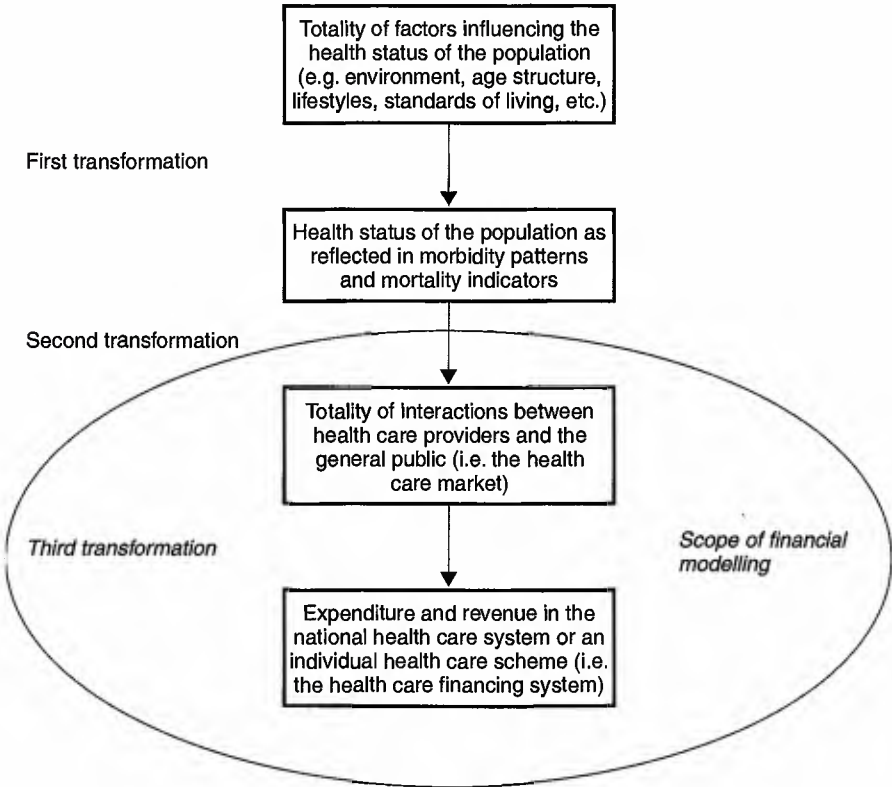 Totality of factors influencing the
health status of the population
(e.g. environment, age structure,
lifestyles, standards of living, etc.)
First transformation
Health status of the population as
reflected in morbidity patterns
and mortality indicators
Second transformation
Totality of interactions between
health care providers and the
general public (i.e. the health
care market)
Third transformation
Scope of financial
modelling
Expenditure and revenue in the
national health care system or an
individual health care scheme (i.e.
the health care financing system)